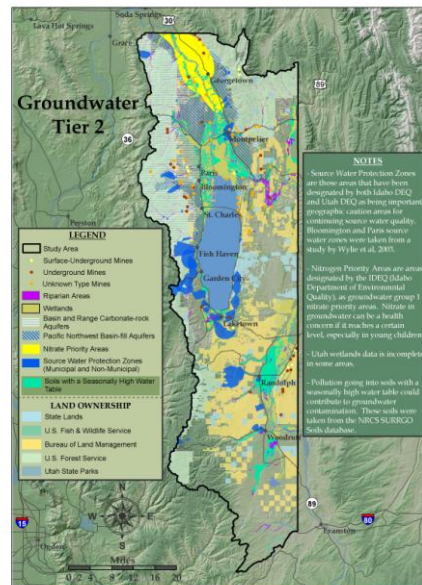 Soda Springs
Lava Hot Springs
30
Grace
Georgetown
89
Groundwater
Tier 2
36
Montpelier
Paris
Bloomington
St. Charles
Preston
Fish Haven
Garden City
Laketown
Randolph
Woodruff
LEGEND
Study Area
Surface-Underground Mines
Underground Mines
Unknown Type Mines
Riparian Areas
Wetlands
Basin and Range Carbonate-rock
Aquifers
Pacific Northwest Basin-fill Aquifers
Nitrate Priority Areas
Source Water Protection Zones
(Municipal and Non-Municipal)
Soils with a Seasonally High Water
Table
LAND OWNERSHIP
State Lands
U.S. Fish & Wildlife Service
Bureau of Land Management
U.S. Forest Service
Utah State Parks
NOTES
- Source Water Protection Zones
are those areas that have been
designated by both Idaho DEQ
and Utah DEQ as being important
geographic caution areas for
continuing source water quality.
Bloomington and Paris source
water zones were taken from a
study by Wylie et al, 2005.
- Nitrogen Priority Areas are areas
designated by the IDEQ (Idaho
Department of Environmental
Quality), as groundwater group 1
nitrate priority areas. Nitrate in
groundwater can be a health
concern if it reaches a certain
level, especially in young children.
- Utah wetlands data is incomplete
in some areas.
- Pollution going into soils with a
seasonally high water table could
contribute to groundwater
contamination. These soils were
taken from the NRCS SURRGO
Soils database.
89
80
Evanston
15
Ogden
N
W
E
S
Miles
0 2 4 8 12 16 20